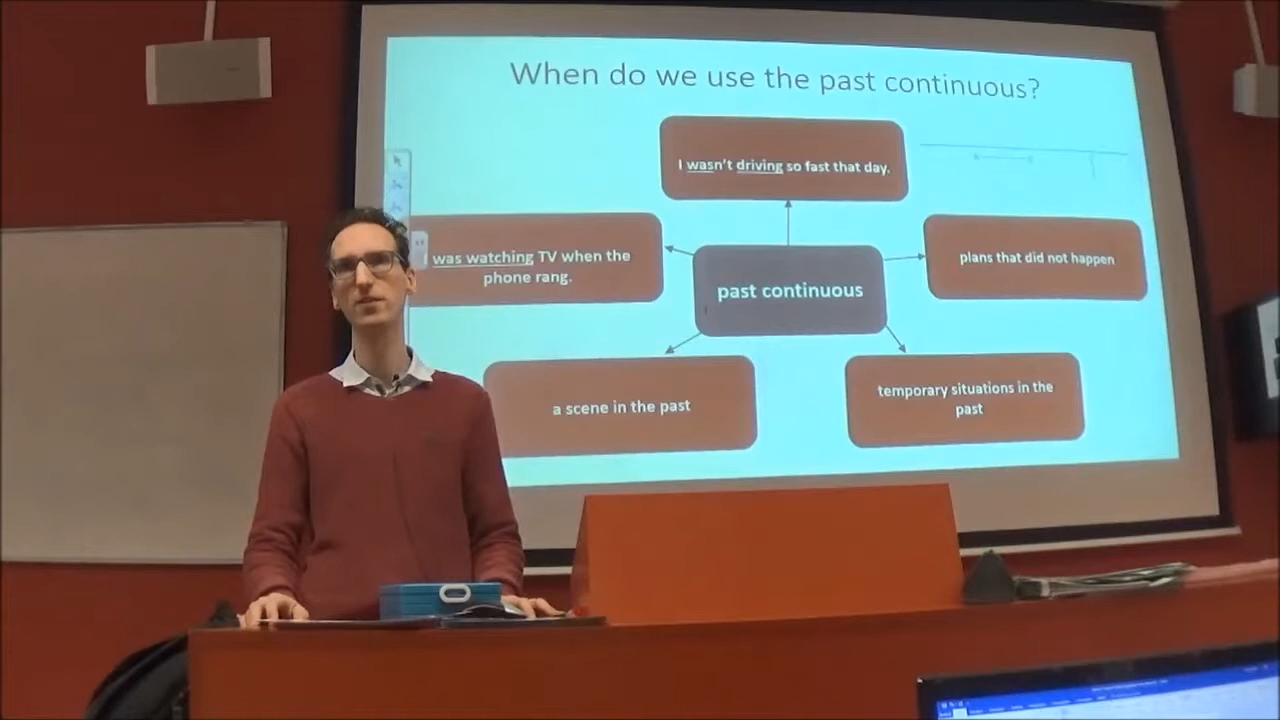 When do we use the past continuous?
I wasn't driving so fast that day.
I was watching TV when the
phone rang.
plans that did not happen
past continuous
a scene in the past
temporary situations in the
past